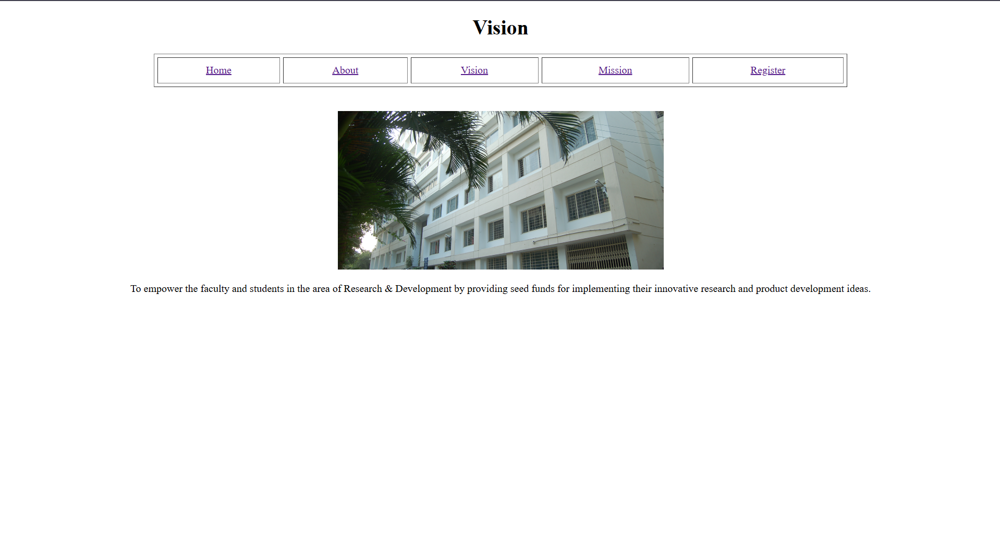 Vision
Home About Vision Mission Register
To empower the faculty and students in the area of Research & Development by providing seed funds for implementing their innovative research and product development ideas.